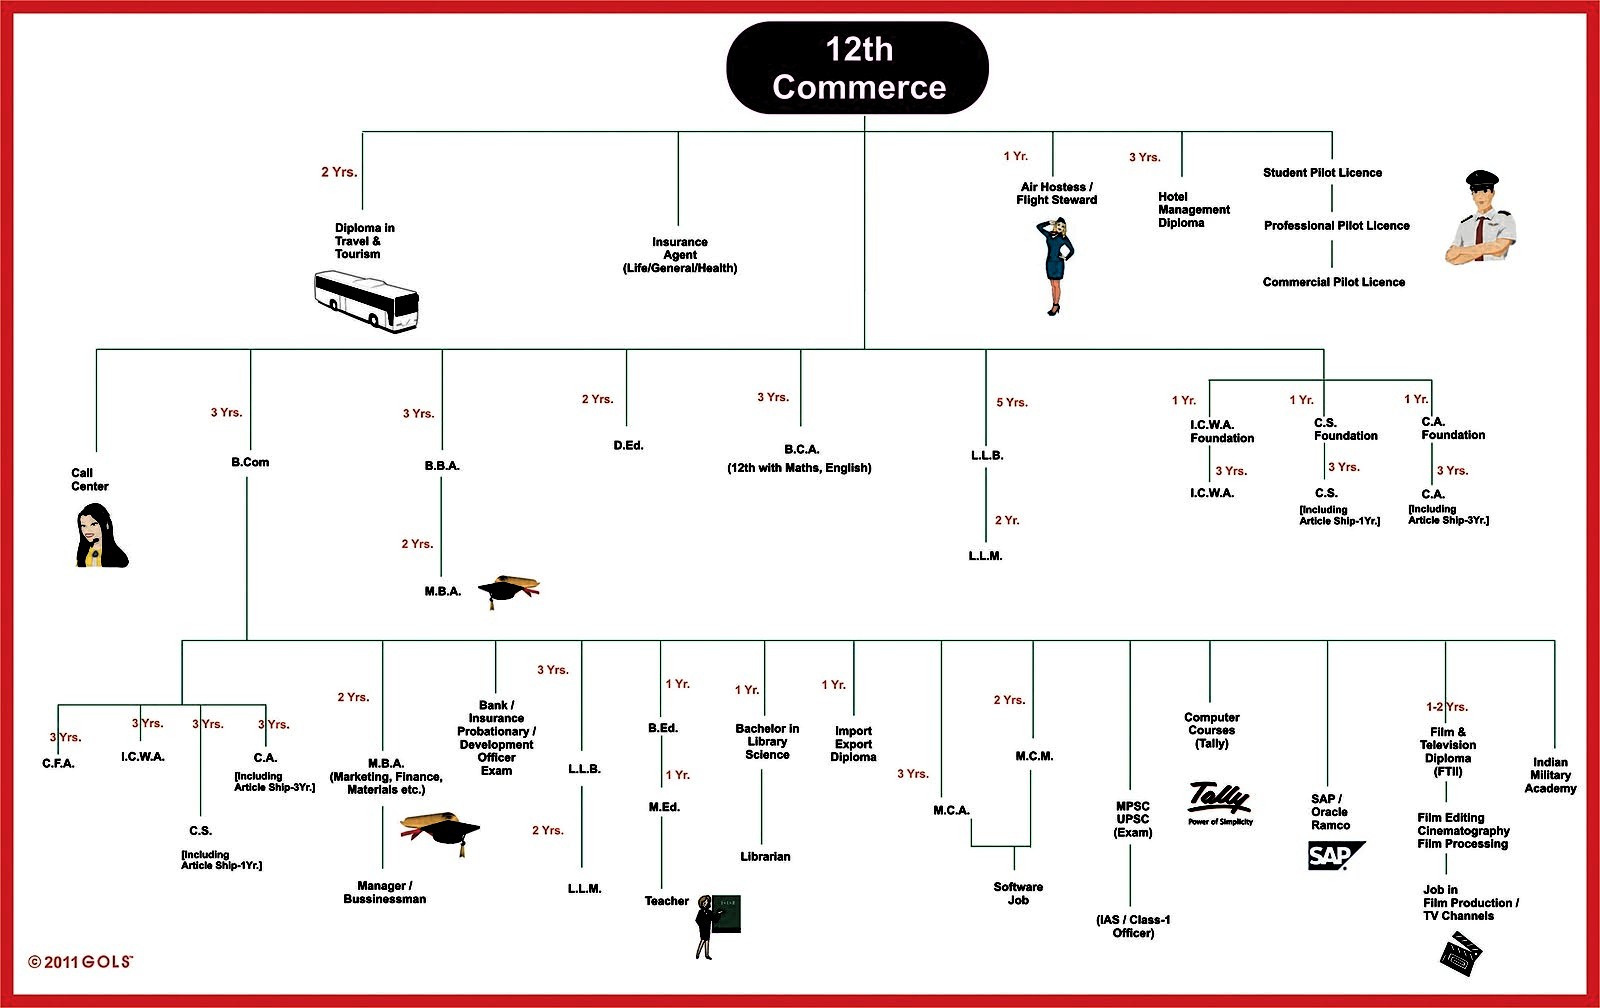 12th
Commerce
2 Yrs.
Diploma in
Travel &
Tourism
Insurance
Agent
(Life/General/Health)
1 Yr.
Air Hostess /
Flight Steward
3 Yrs.
Hotel
Management
Diploma
Student Pilot Licence
Professional Pilot Licence
Commercial Pilot Licence
Call
Center
3 Yrs.
B.Com
3 Yrs.
B.B.A.
2 Yrs.
M.B.A.
2 Yrs.
D.Ed.
3 Yrs.
B.C.A.
(12th with Maths, English)
5 Yrs.
L.L.B.
2 Yr.
L.L.M.
1 Yr.
I.C.W.A.
Foundation
3 Yrs.
I.C.W.A.
1 Yr.
C.S.
Foundation
3 Yrs.
C.S.
[Including
Article Ship-1Yr.]
1 Yr.
C.A.
Foundation
3 Yrs.
C.A.
[Including
Article Ship-3Yr.]
3 Yrs.
C.F.A.
3 Yrs.
I.C.W.A.
3 Yrs.
C.S.
[Including
Article Ship-1Yr.]
3 Yrs.
C.A.
[Including
Article Ship-3Yr.]
2 Yrs.
M.B.A.
(Marketing, Finance,
Materials etc.)
Manager /
Bussinessman
Bank /
Insurance
Probationary /
Development
Officer
Exam
3 Yrs.
L.L.B.
2 Yrs.
L.L.M.
1 Yr.
B.Ed.
1 Yr.
M.Ed.
Teacher
1 Yr.
Bachelor in
Library
Science
Librarian
1 Yr.
Import
Export
Diploma
3 Yrs.
M.C.A.
2 Yrs.
M.C.M.
Software
Job
MPSC
UPSC
(Exam)
(IAS / Class-1
Officer)
Computer
Courses
(Tally)
Tally
Power of Simplicity
SAP /
Oracle
Ramco
SAP
1-2 Yrs.
Film &
Television
Diploma
(FTII)
Film Editing
Cinematography
Film Processing
Job in
Film Production /
TV Channels
Indian
Military
Academy
© 2011 GOLS™